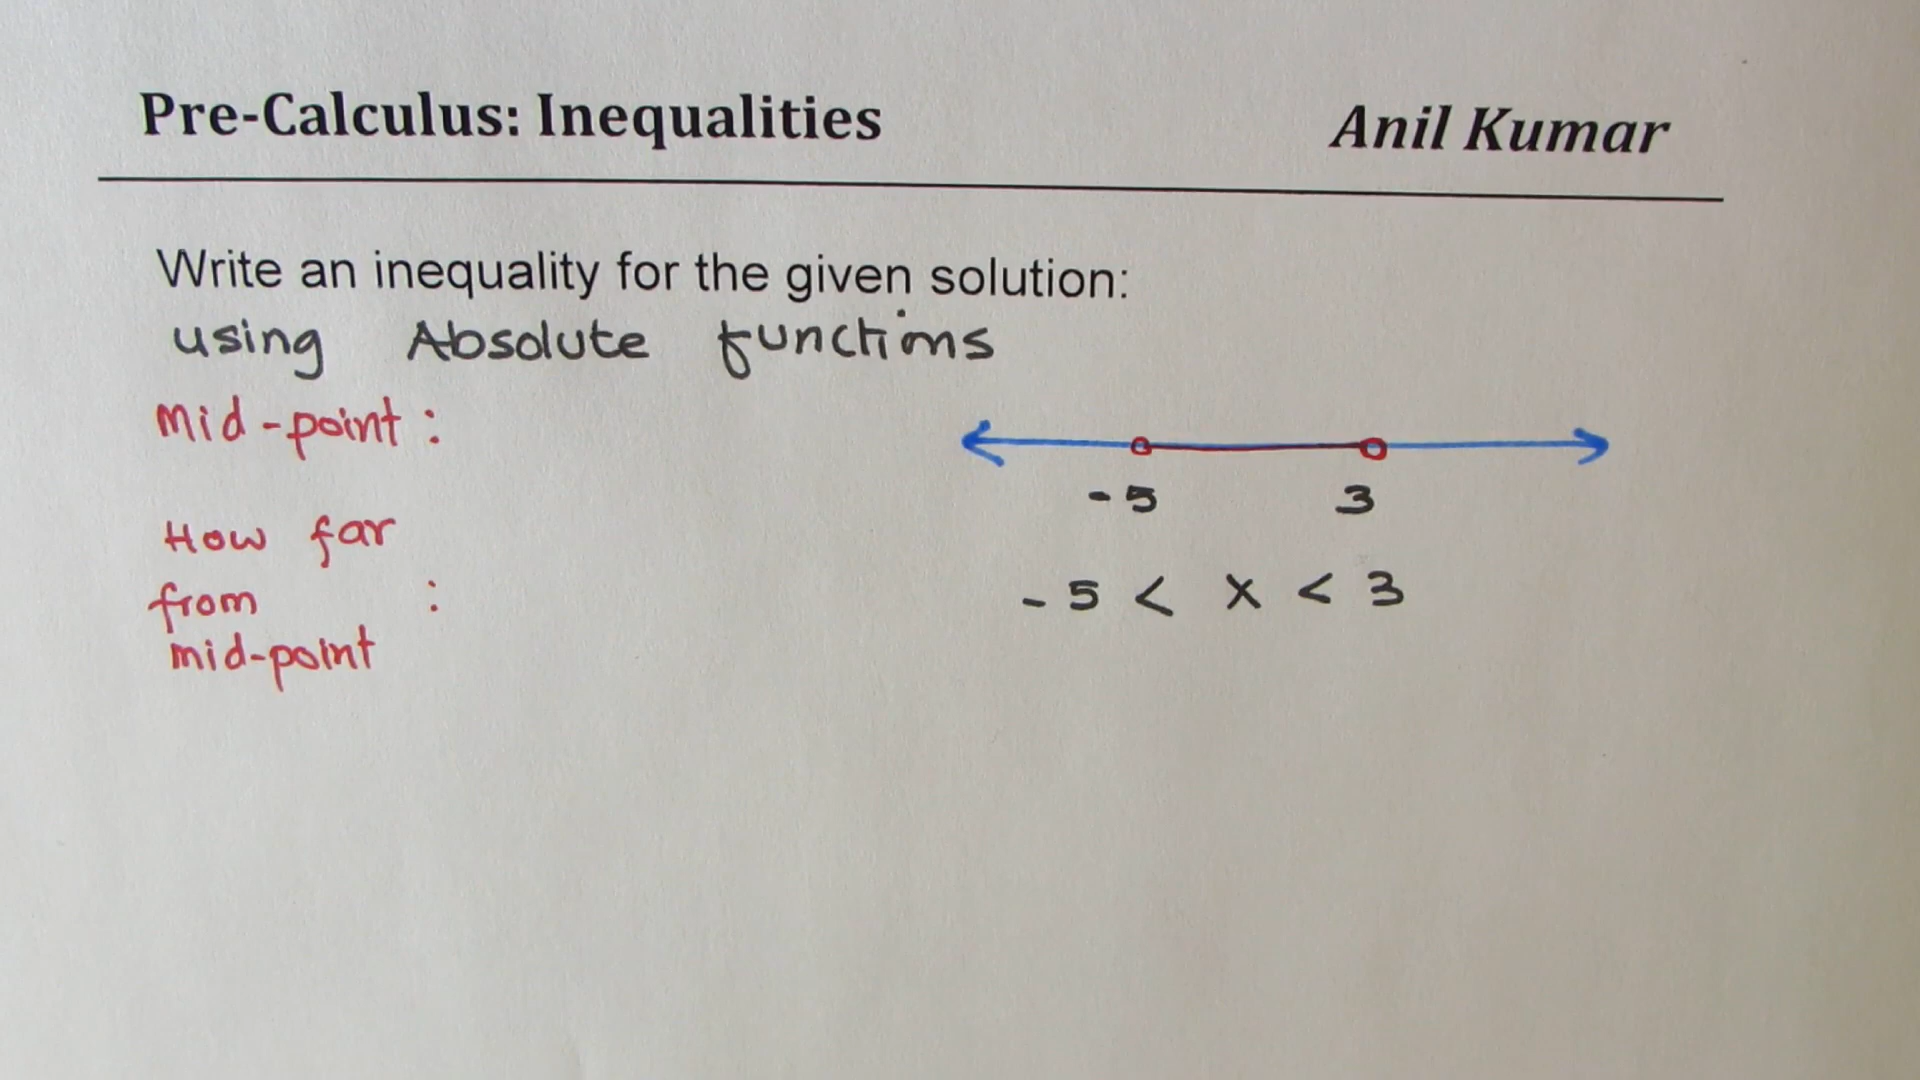 Pre-Calculus: Inequalities Anil Kumar
Write an inequality for the given solution:
using Absolute functions
Mid-point:
-5 3
How far
from :
mid-point
-5 < x < 3